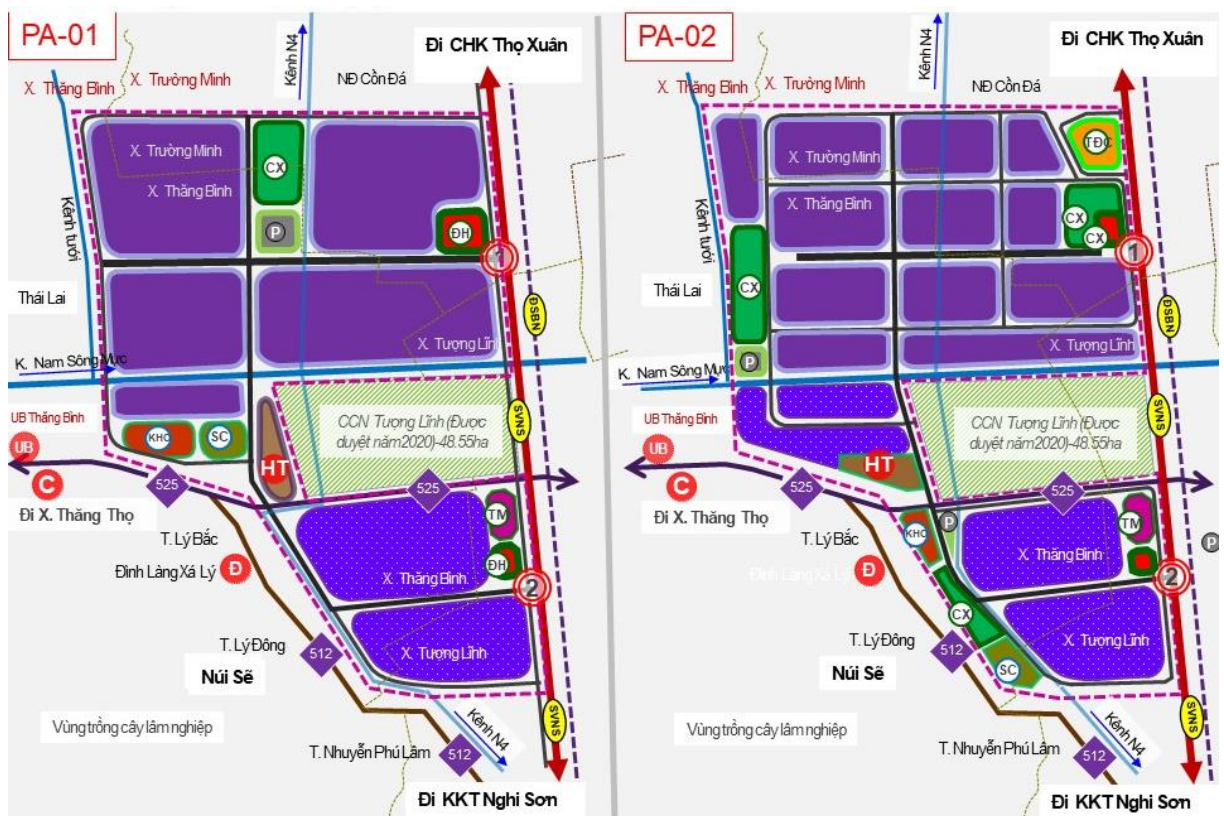 PA-01
Đi CHK Thọ Xuân
Kênh N4
X. Thăng Bình
X. Trường Minh
NĐ Cồn Đá
X. Trường Minh
X. Thăng Bình
CX
P
ĐH
1
Kênh tưới
Thái Lai
ĐSBN
X. Tượng Lĩnh
K. Nam Sông Mực
UB Thăng Bình
UB
KHO
SC
HT
CCN Tượng Lĩnh (Được
duyệt năm2020)-48.55ha
SVNS
C
525
525
Đi X. Thăng Thọ
TM
T. Lý Bắc
Đình Làng Xá Lý
Đ
X. Thăng Bình
ĐH
2
T. Lý Đông
512
X. Tượng Lĩnh
Núi Sẽ
Vùng trồng cây lâm nghiệp
SVNS
Kênh N4
T. Nhuyễn Phú Lâm
512
Đi KKT Nghi Sơn
PA-02
Đi CHK Thọ Xuân
Kênh N4
X. Thăng Bình
X. Trường Minh
NĐ Cồn Đá
TĐC
X. Trường Minh
X. Thăng Bình
CX
CX
1
Kênh tưới
CX
Thái Lai
ĐSBN
X. Tượng Lĩnh
P
K. Nam Sông Mực
UB Thăng Bình
UB
HT
CCN Tượng Lĩnh (Được
duyệt năm2020)-48.55ha
SVNS
C
525
525
Đi X. Thăng Thọ
KHO
P
TM
P
T. Lý Bắc
Đình Làng Xá Lý
Đ
X. Thăng Bình
2
CX
T. Lý Đông
512
X. Tượng Lĩnh
SC
Núi Sẽ
Vùng trồng cây lâm nghiệp
SVNS
Kênh N4
T. Nhuyễn Phú Lâm
512
Đi KKT Nghi Sơn